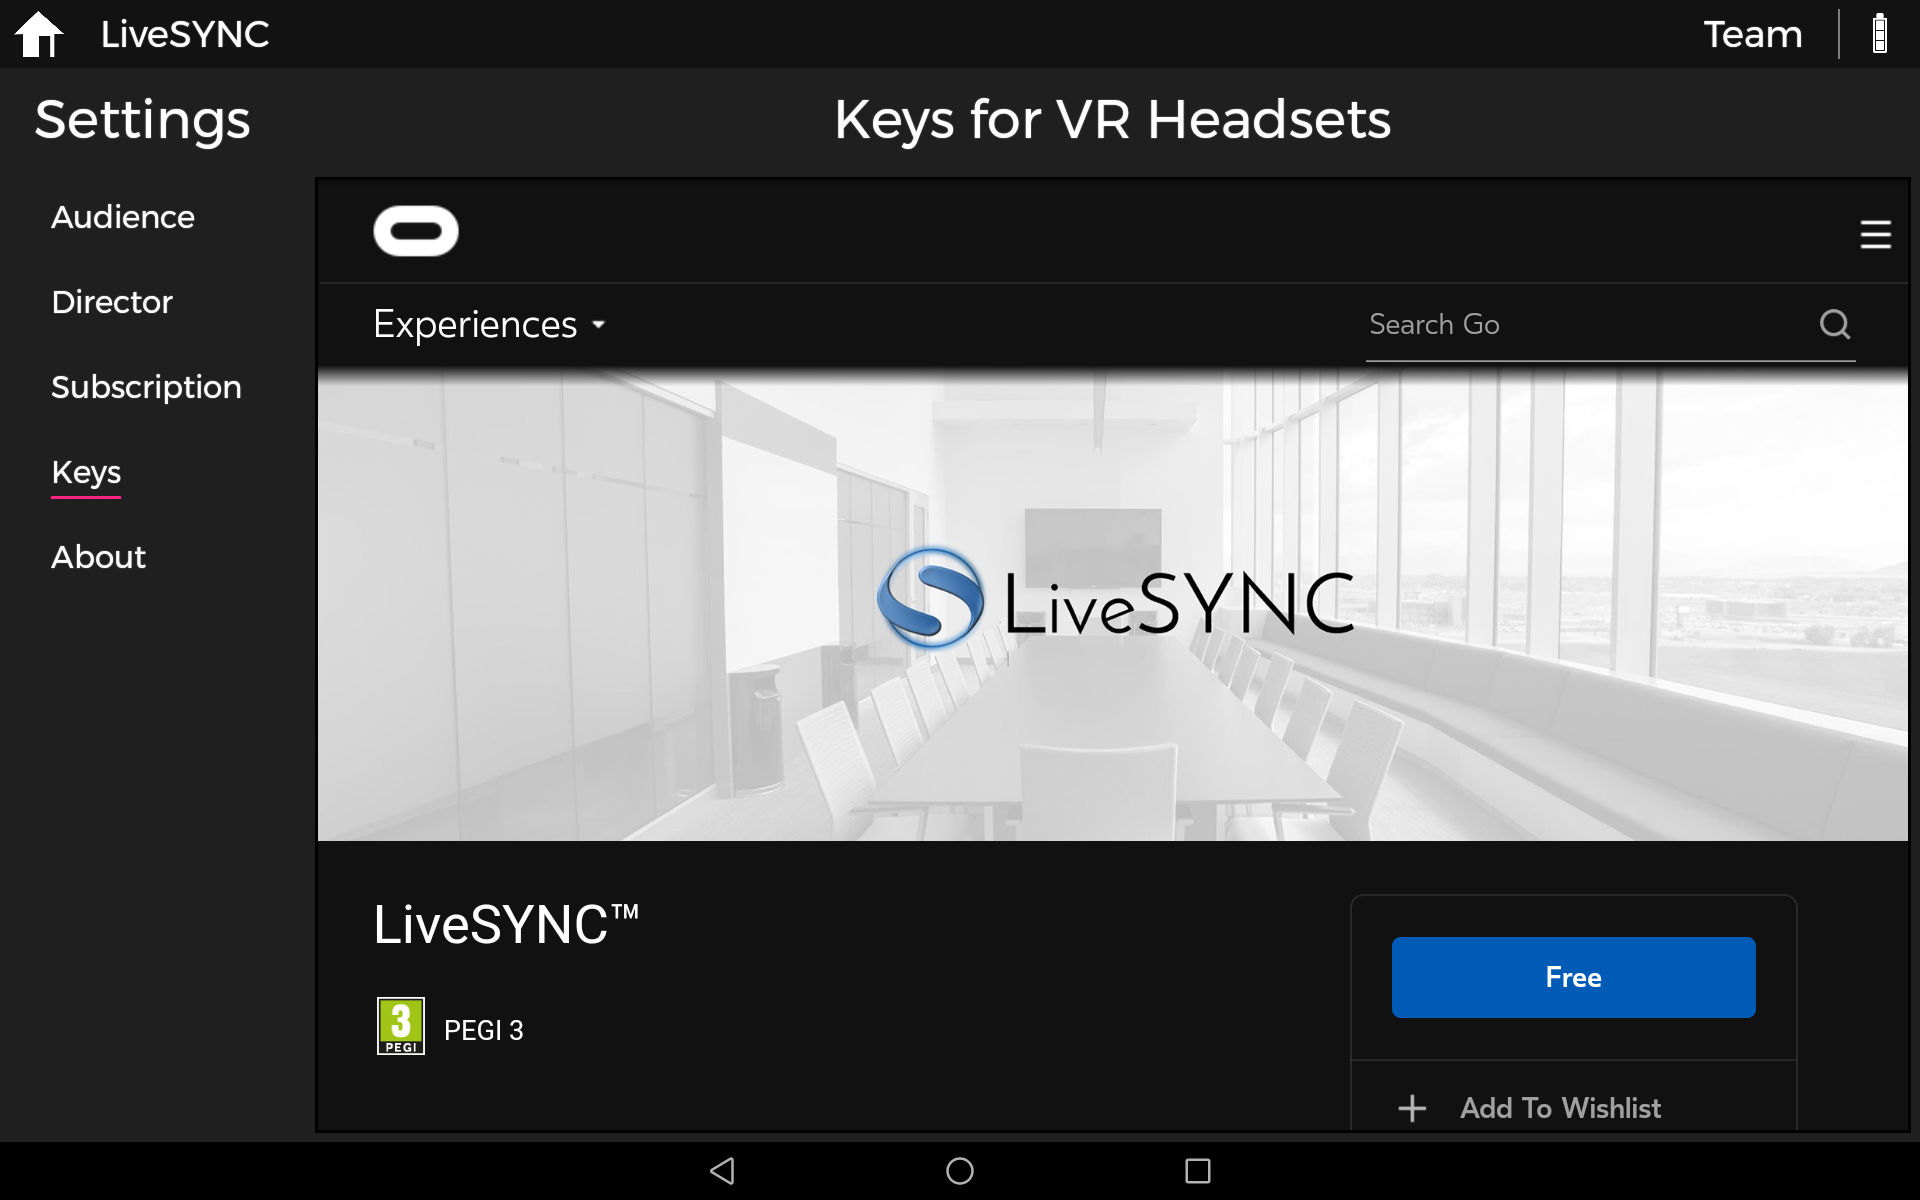 LiveSYNC
Team
Settings
Keys for VR Headsets
Audience
Director
Subscription
Keys
About
Experiences
Search Go
LiveSYNC
LiveSYNC™
3
PEGI
PEGI 3
Free
Add To Wishlist